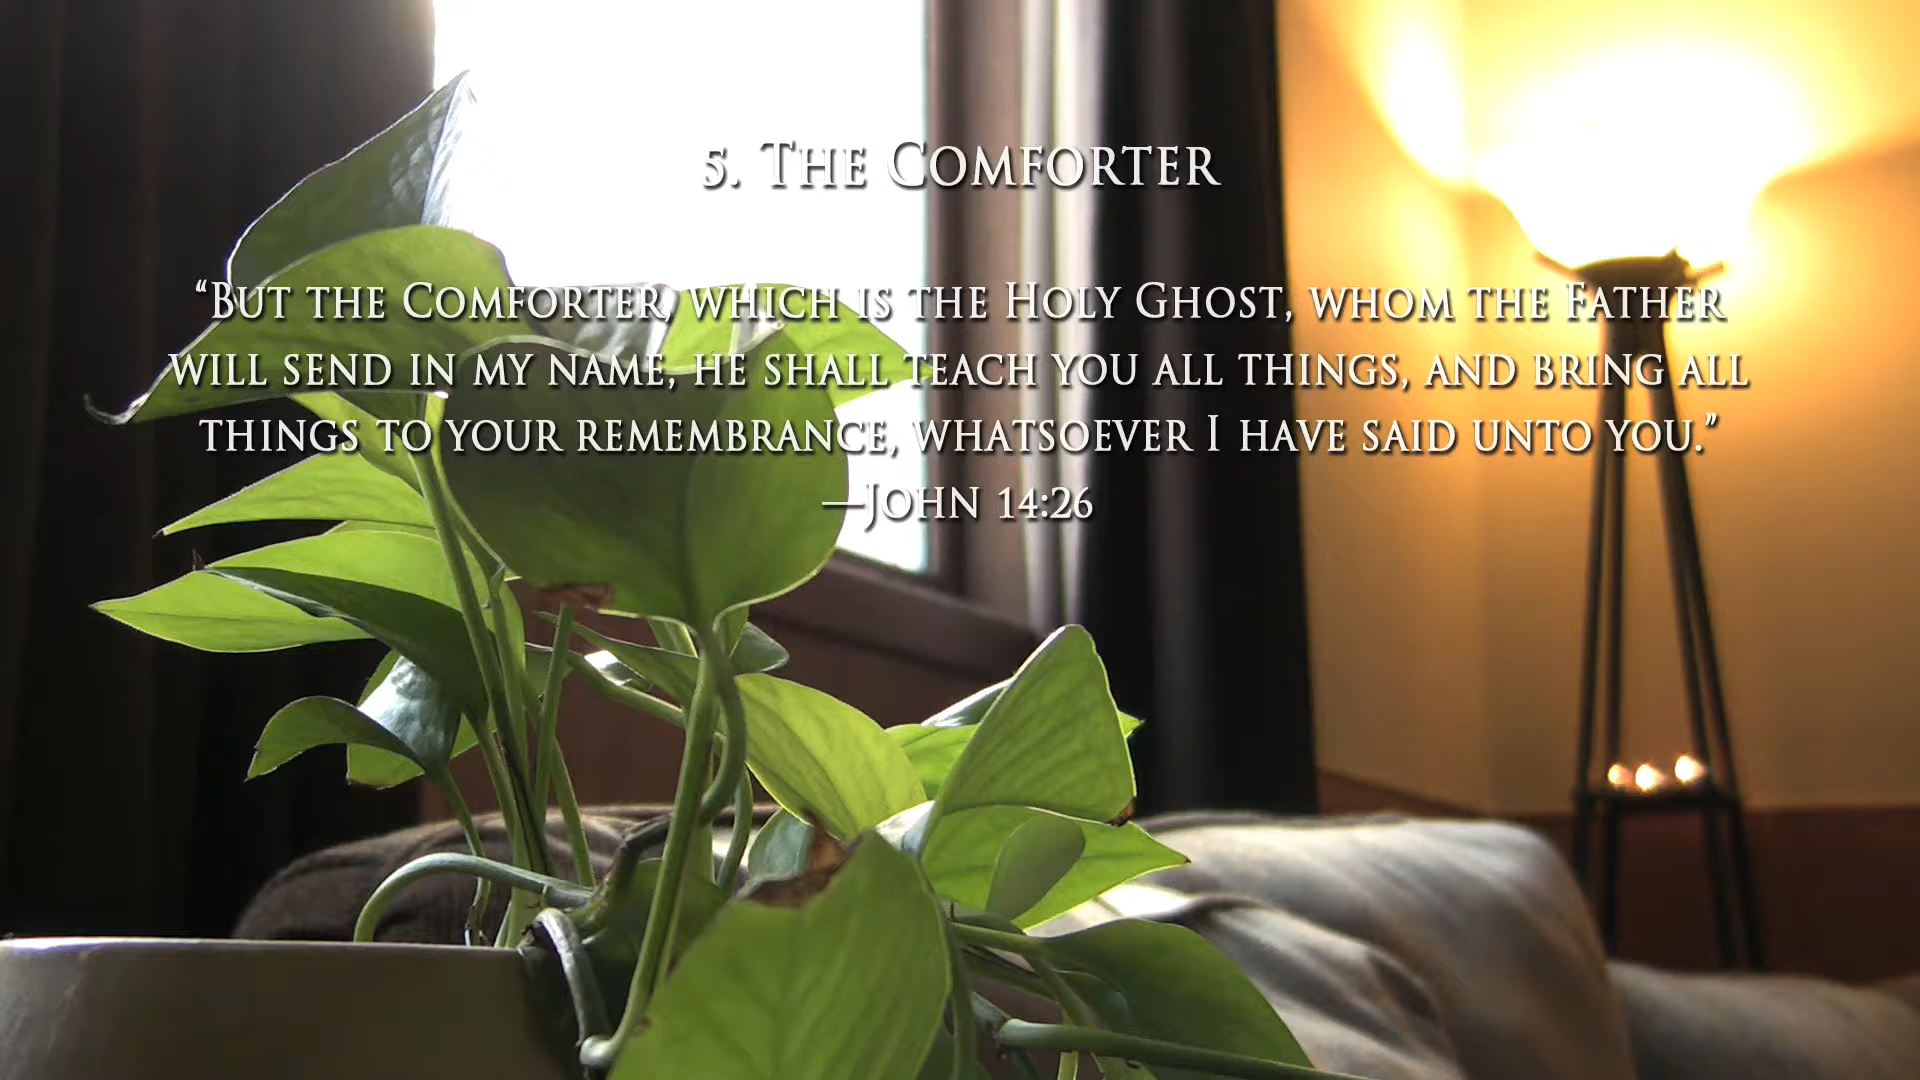 5. The Comforter
“But the Comforter, which is the Holy Ghost, whom the Father
will send in my name, he shall teach you all things, and bring all
things to your remembrance, whatsoever I have said unto you.”
—John 14:26